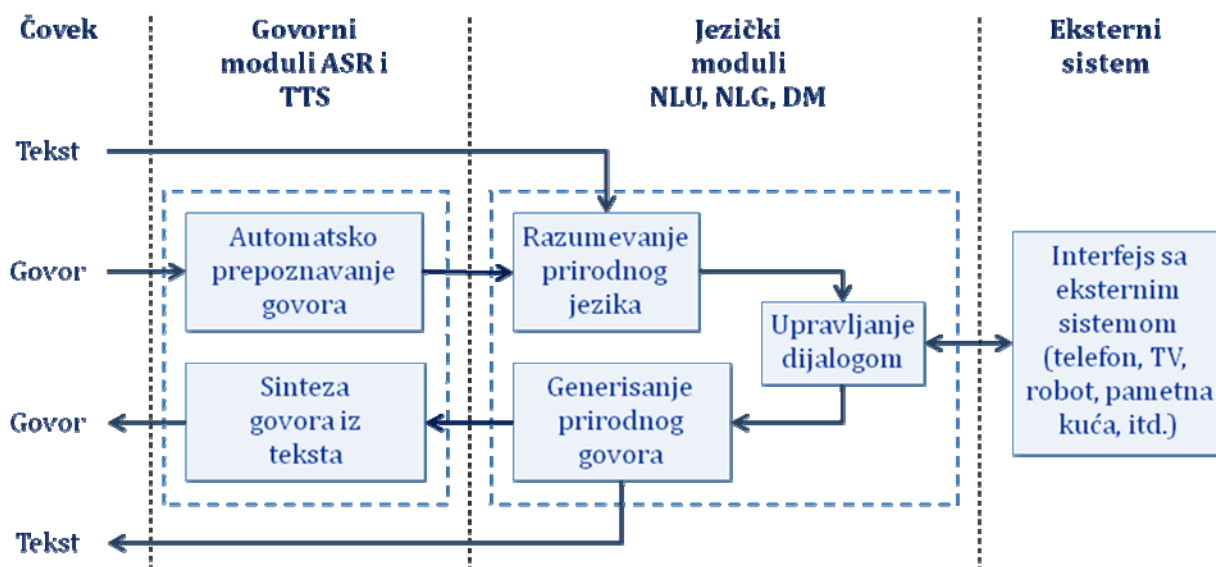 Čovek
Govorni
moduli ASR i
TTS
Jezički
moduli
NLU, NLG, DM
Eksterni
sistem
Tekst
Govor
Automatsko
prepoznavanje
govora
Razumevanje
prirodnog
jezika
Upravljanje
dijalogom
Interfejs sa
eksternim
sistemom
(telefon, TV,
robot, pametna
kuća, itd.)
Govor
Sinteza
govora iz
teksta
Generisanje
prirodnog
govora
Tekst